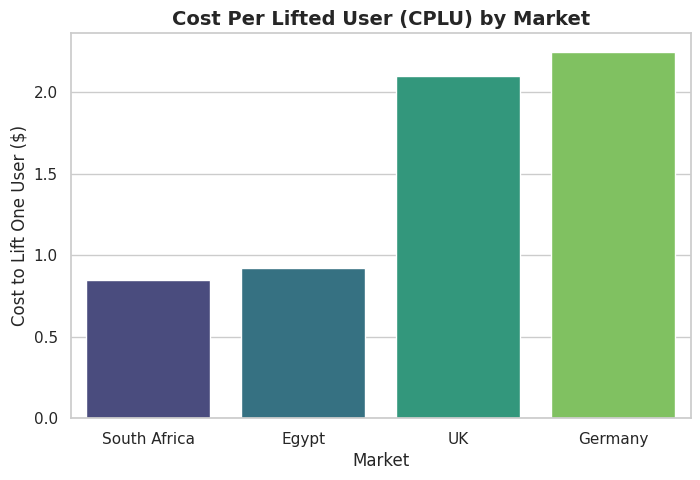 Cost Per Lifted User (CPLU) by Market
Cost to Lift One User ($)
2.0
1.5
1.0
0.5
0.0
South Africa Egypt UK Germany
Market